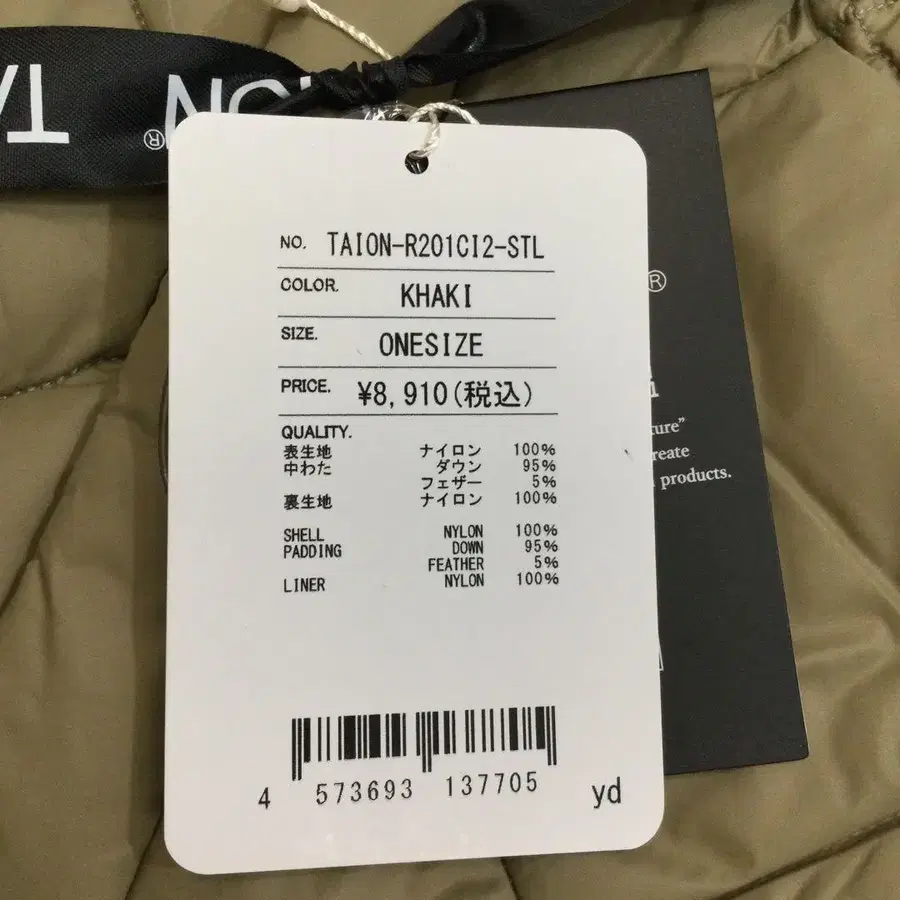 TAION®
NO. TAION-R201CI2-STL
COLOR. KHAKI
SIZE. ONESIZE
PRICE. ¥8,910(税込)
QUALITY.
表生地 ナイロン 100%
中わた ダウン 95%
フェザー 5%
裏生地 ナイロン 100%
SHELL NYLON 100%
PADDING DOWN 95%
FEATHER 5%
LINER NYLON 100%
4 573693 137705 yd
®
products.